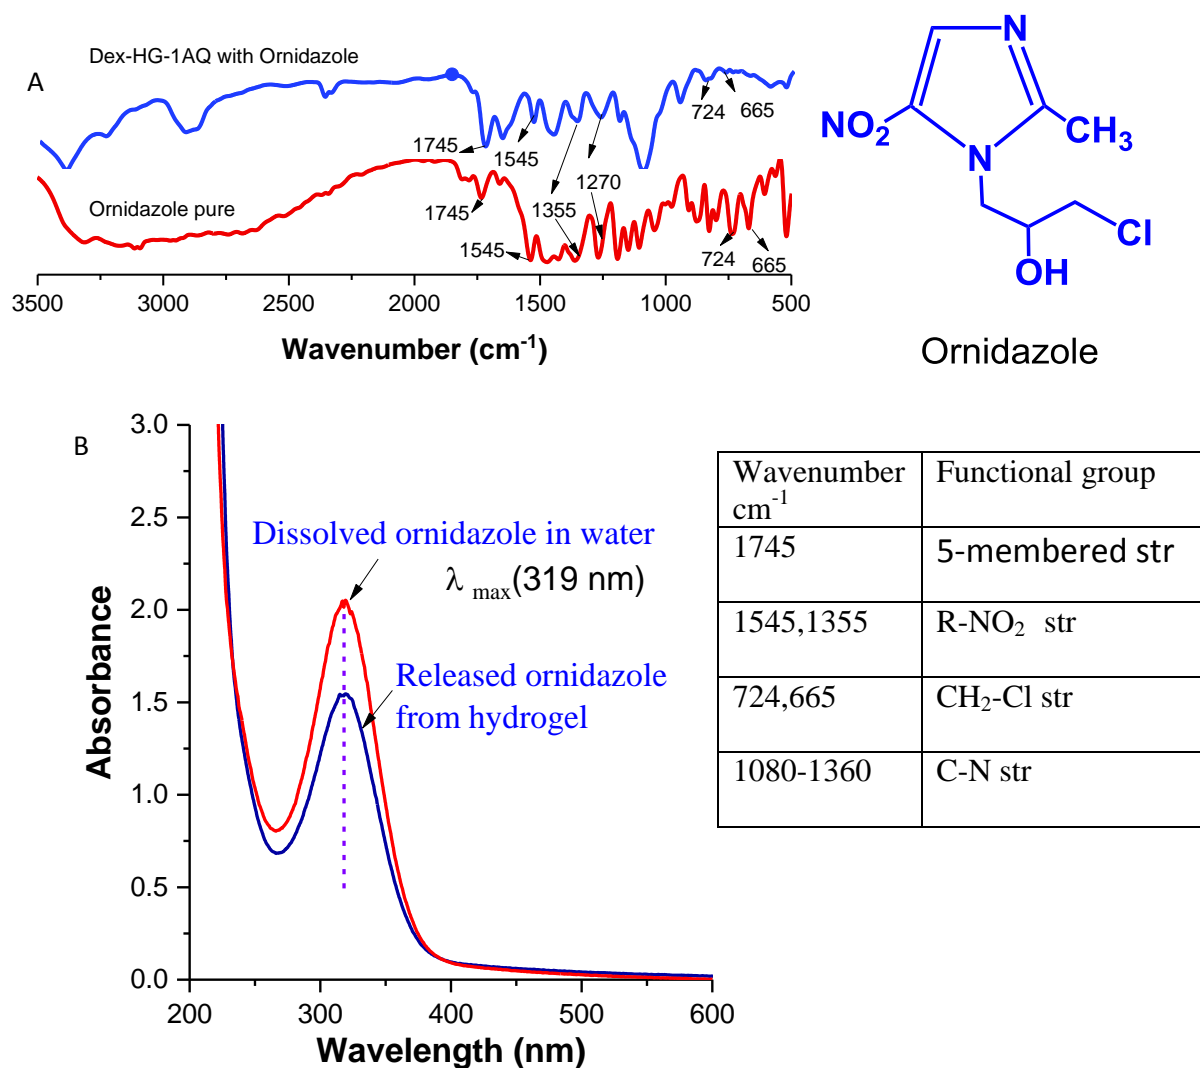 A
Dex-HG-1AQ with Ornidazole
1745
1545
724
665
Ornidazole pure
1745
1545
1355
1270
724
665
3500 3000 2500 2000 1500 1000 500
Wavenumber (cm⁻¹)
N
NO₂
N
CH₃
Cl
OH
Ornidazole
B
3.0
2.5
2.0
1.5
1.0
0.5
0.0
Absorbance
Dissolved ornidazole in water
λ max(319 nm)
Released ornidazole
from hydrogel
200 300 400 500 600
Wavelength (nm)
Wavenumber
cm⁻¹
Functional group
1745
5-membered str
1545,1355
R-NO₂ str
724,665
CH₂-Cl str
1080-1360
C-N str